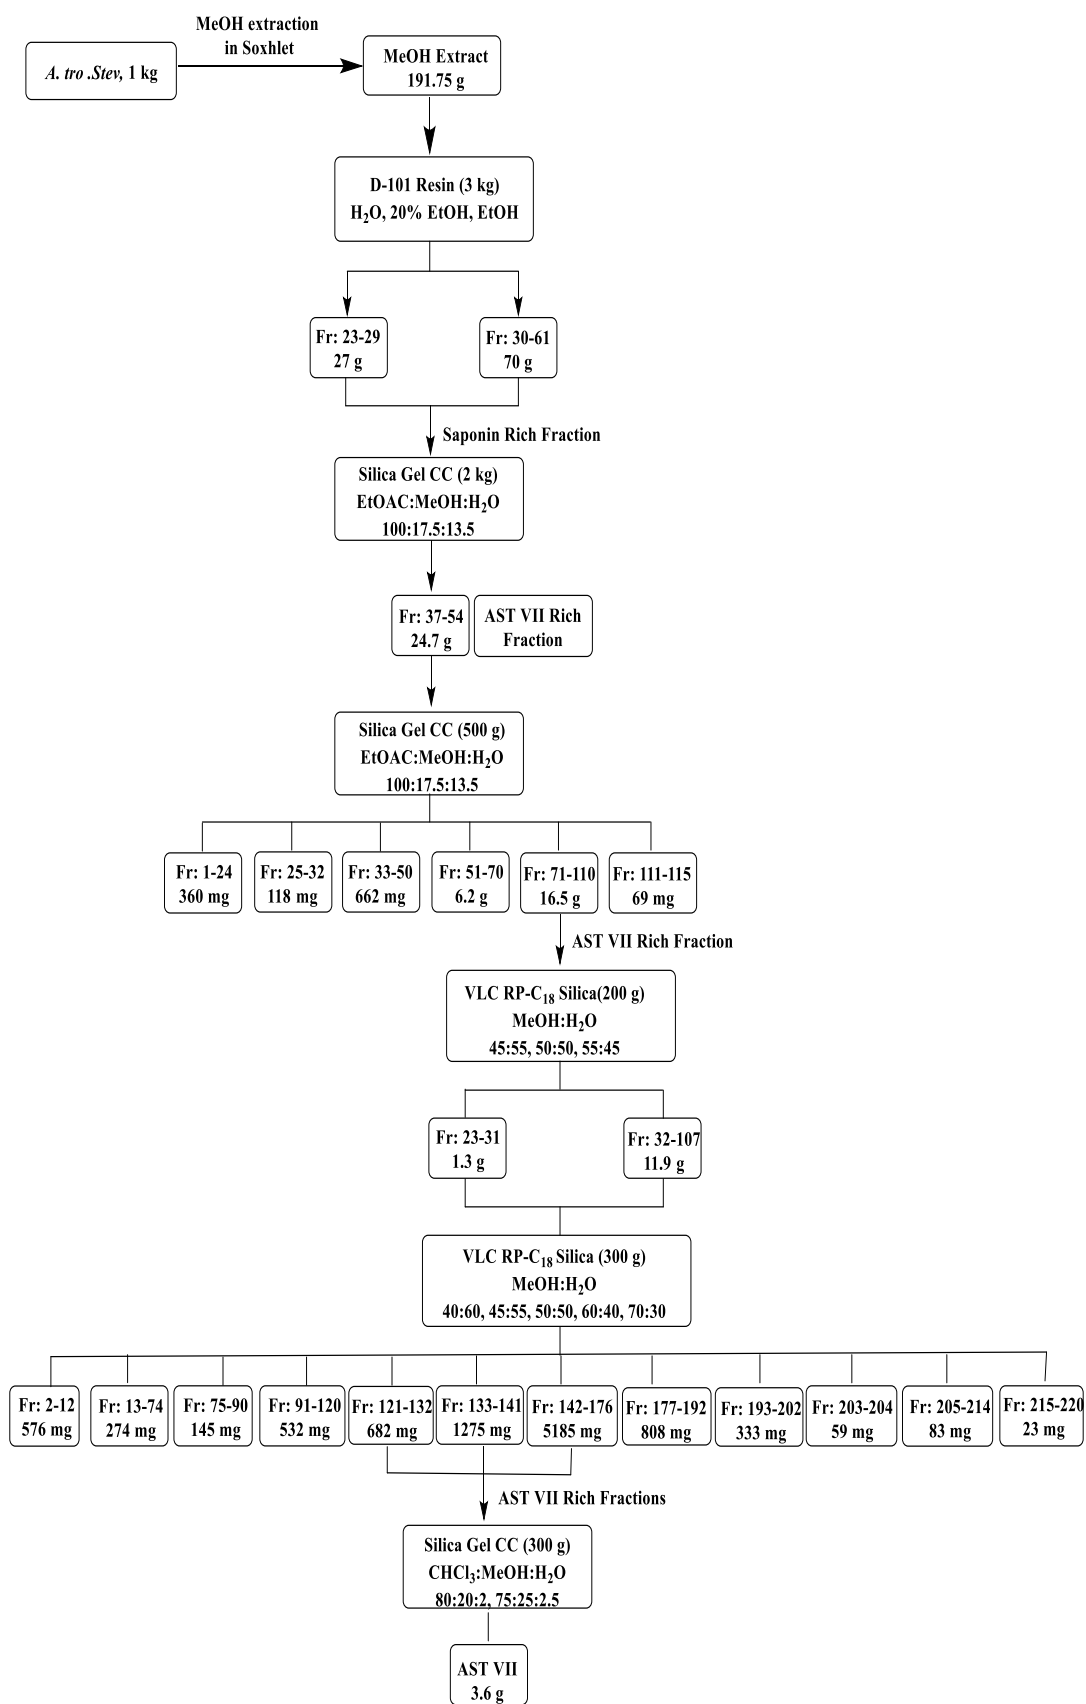 MeOH extraction
in Soxhlet
A. tro .Stev, 1 kg
MeOH Extract
191.75 g
D-101 Resin (3 kg)
H₂O, 20% EtOH, EtOH
Fr: 23-29
27 g
Fr: 30-61
70 g
Saponin Rich Fraction
Silica Gel CC (2 kg)
EtOAC:MeOH:H₂O
100:17.5:13.5
Fr: 37-54
24.7 g
AST VII Rich
Fraction
Silica Gel CC (500 g)
EtOAC:MeOH:H₂O
100:17.5:13.5
Fr: 1-24
360 mg
Fr: 25-32
118 mg
Fr: 33-50
662 mg
Fr: 51-70
6.2 g
Fr: 71-110
16.5 g
Fr: 111-115
69 mg
AST VII Rich Fraction
VLC RP-C₁₈ Silica(200 g)
MeOH:H₂O
45:55, 50:50, 55:45
Fr: 23-31
1.3 g
Fr: 32-107
11.9 g
VLC RP-C₁₈ Silica (300 g)
MeOH:H₂O
40:60, 45:55, 50:50, 60:40, 70:30
Fr: 2-12
576 mg
Fr: 13-74
274 mg
Fr: 75-90
145 mg
Fr: 91-120
532 mg
Fr: 121-132
682 mg
Fr: 133-141
1275 mg
Fr: 142-176
5185 mg
Fr: 177-192
808 mg
Fr: 193-202
333 mg
Fr: 203-204
59 mg
Fr: 205-214
83 mg
Fr: 215-220
23 mg
AST VII Rich Fractions
Silica Gel CC (300 g)
CHCl₃:MeOH:H₂O
80:20:2, 75:25:2.5
AST VII
3.6 g